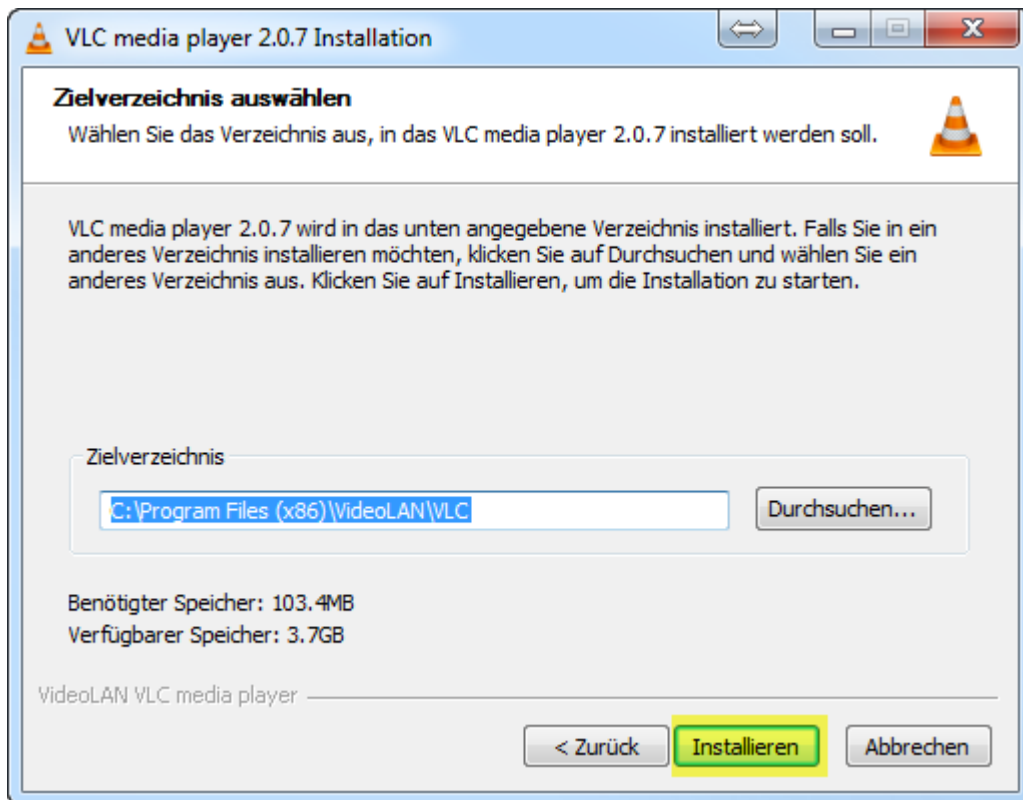 VLC media player 2.0.7 Installation
Zielverzeichnis auswählen
Wählen Sie das Verzeichnis aus, in das VLC media player 2.0.7 installiert werden soll.
VLC media player 2.0.7 wird in das unten angegebene Verzeichnis installiert. Falls Sie in ein
anderes Verzeichnis installieren möchten, klicken Sie auf Durchsuchen und wählen Sie ein
anderes Verzeichnis aus. Klicken Sie auf Installieren, um die Installation zu starten.
Zielverzeichnis
C:\Program Files (x86)\VideoLAN\VLC
Durchsuchen...
Benötigter Speicher: 103.4MB
Verfügbarer Speicher: 3.7GB
VideoLAN VLC media player
< Zurück
Installieren
Abbrechen